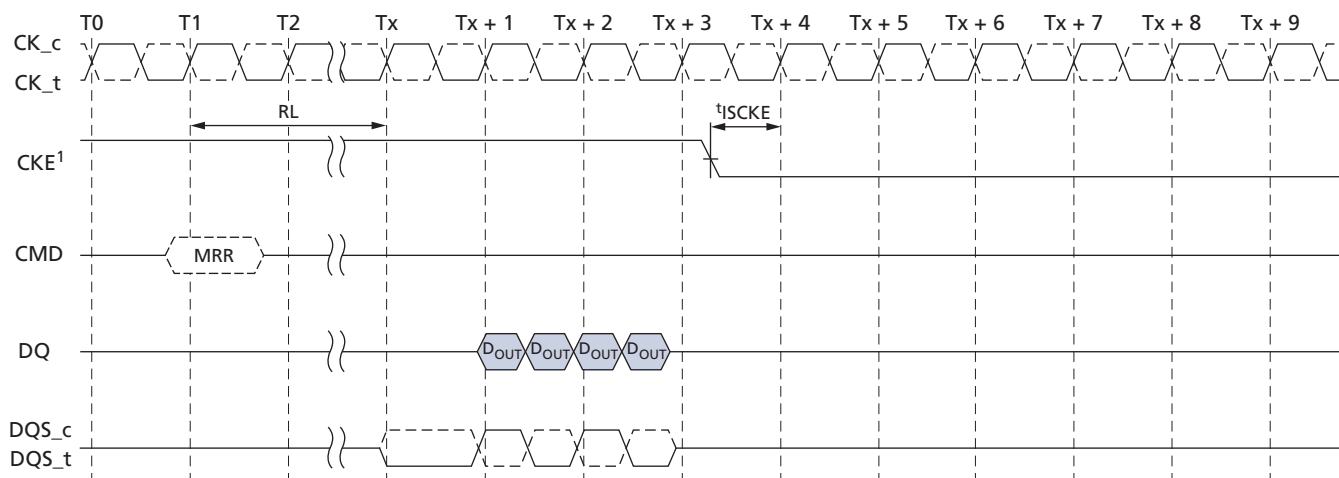 T0 T1 T2 Tx Tx + 1 Tx + 2 Tx + 3 Tx + 4 Tx + 5 Tx + 6 Tx + 7 Tx + 8 Tx + 9
CK_c
CK_t
RL
tISCKE
CKE1
CMD
MRR
DQ
DOUT DOUT DOUT DOUT
DQS_c
DQS_t